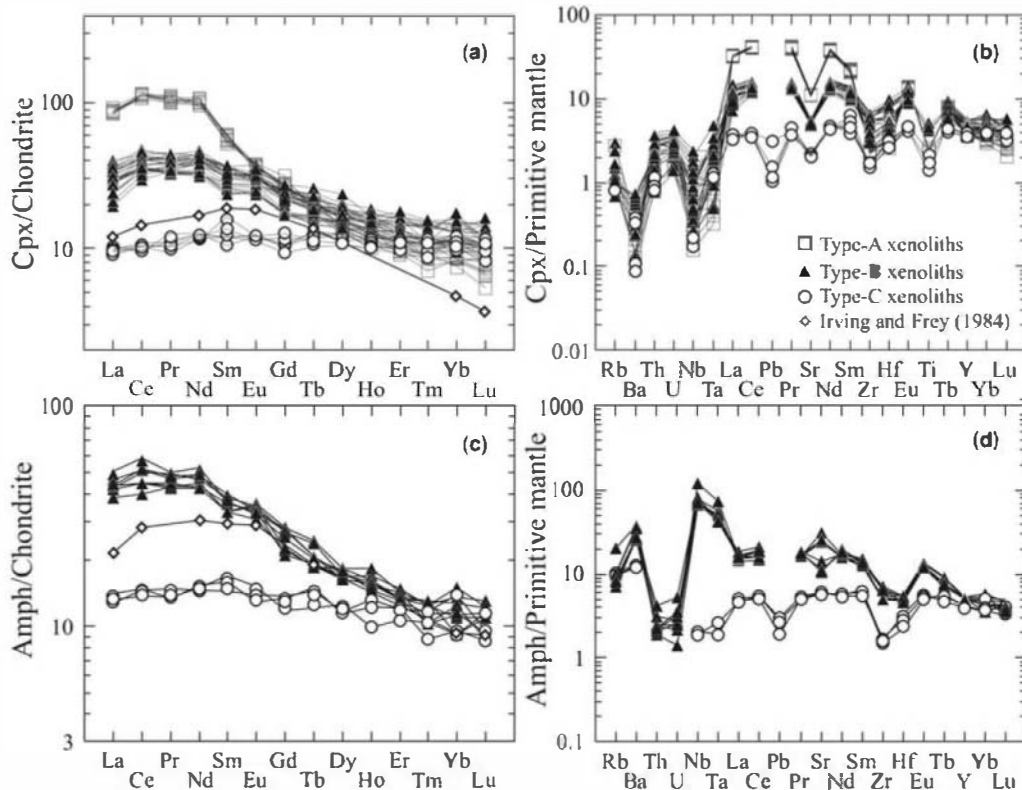 (a)
Cpx/Chondrite
100
10
La Pr Sm Gd Dy Er Yb
Ce Nd Eu Tb Ho Tm Lu
(b)
Cpx/Primitive mantle
100
10
1
0.1
0.01
Type-A xenoliths
Type-B xenoliths
Type-C xenoliths
Irving and Frey (1984)
Rb Th Nb La Pb Sr Sm Hf Ti Y Lu
Ba U Ta Ce Pr Nd Zr Eu Tb Yb
(c)
Amph/Chondrite
100
10
3
La Pr Sm Gd Dy Er Yb
Ce Nd Eu Tb Ho Tm Lu
(d)
Amph/Primitive mantle
1000
100
10
1
0.1
Rb Th Nb La Pb Sr Zr Hf Tb Yb
Ba U Ta Ce Pr Nd Sm Eu Y Lu